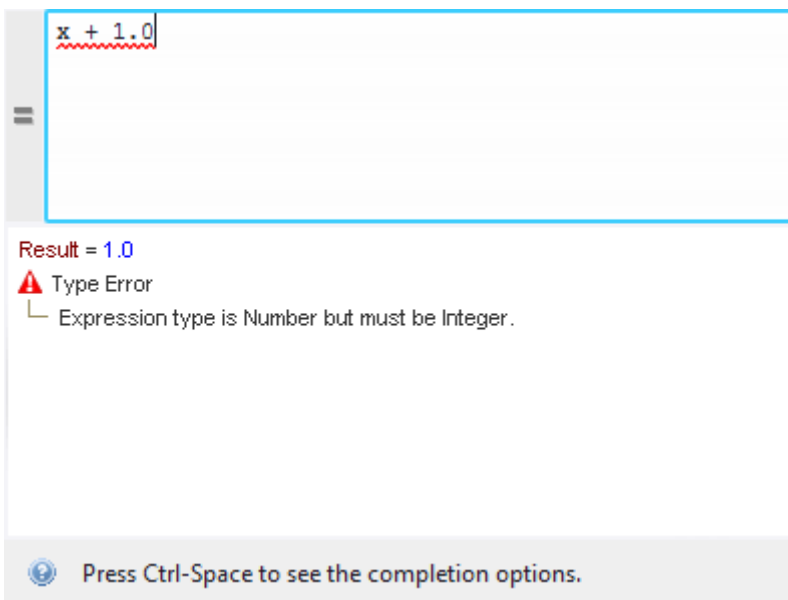 x + 1.0
=
Result = 1.0
Type Error
Expression type is Number but must be Integer.
Press Ctrl-Space to see the completion options.